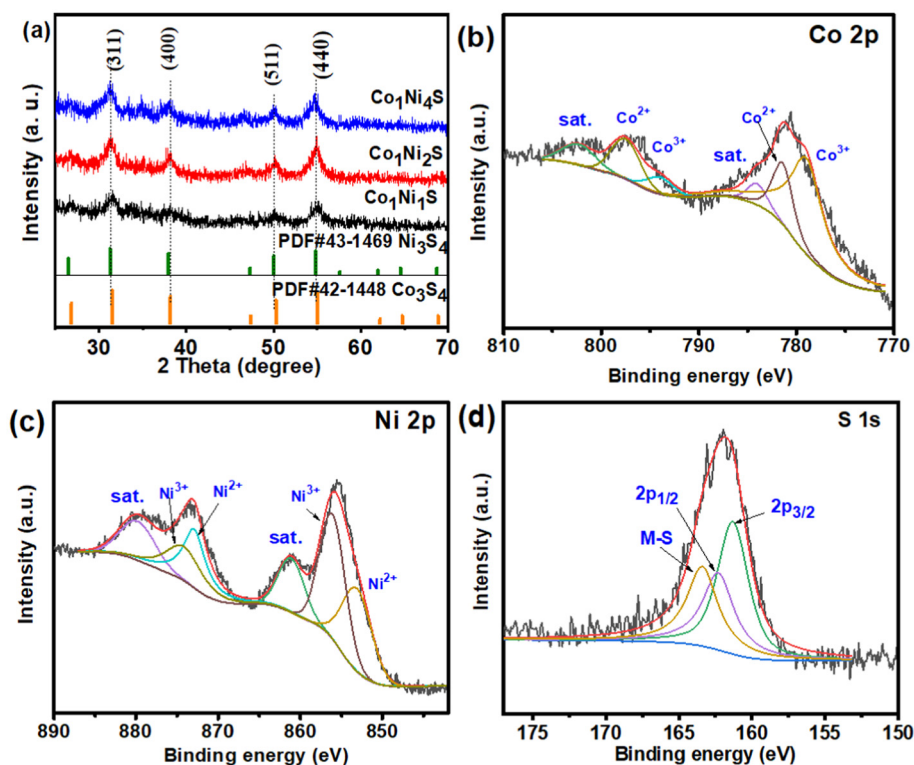 (a)
(311)
(400)
(511)
(440)
Co₁Ni₄S
Co₁Ni₂S
Co₁Ni₁S
PDF#43-1469 Ni₃S₄
PDF#42-1448 Co₃S₄
Intensity (a. u.)
30 40 50 60 70
2 Theta (degree)
(b)
Co 2p
sat.
Co²⁺
Co³⁺
sat.
Co²⁺
Co³⁺
Intensity (a.u.)
810 800 790 780 770
Binding energy (eV)
(c)
Ni 2p
sat.
Ni³⁺
Ni²⁺
sat.
Ni³⁺
Ni²⁺
Intensity (a.u.)
890 880 870 860 850
Binding energy (eV)
(d)
S 1s
2p₁/₂
2p₃/₂
M-S
Intensity (a.u.)
175 170 165 160 155 150
Binding energy (eV)